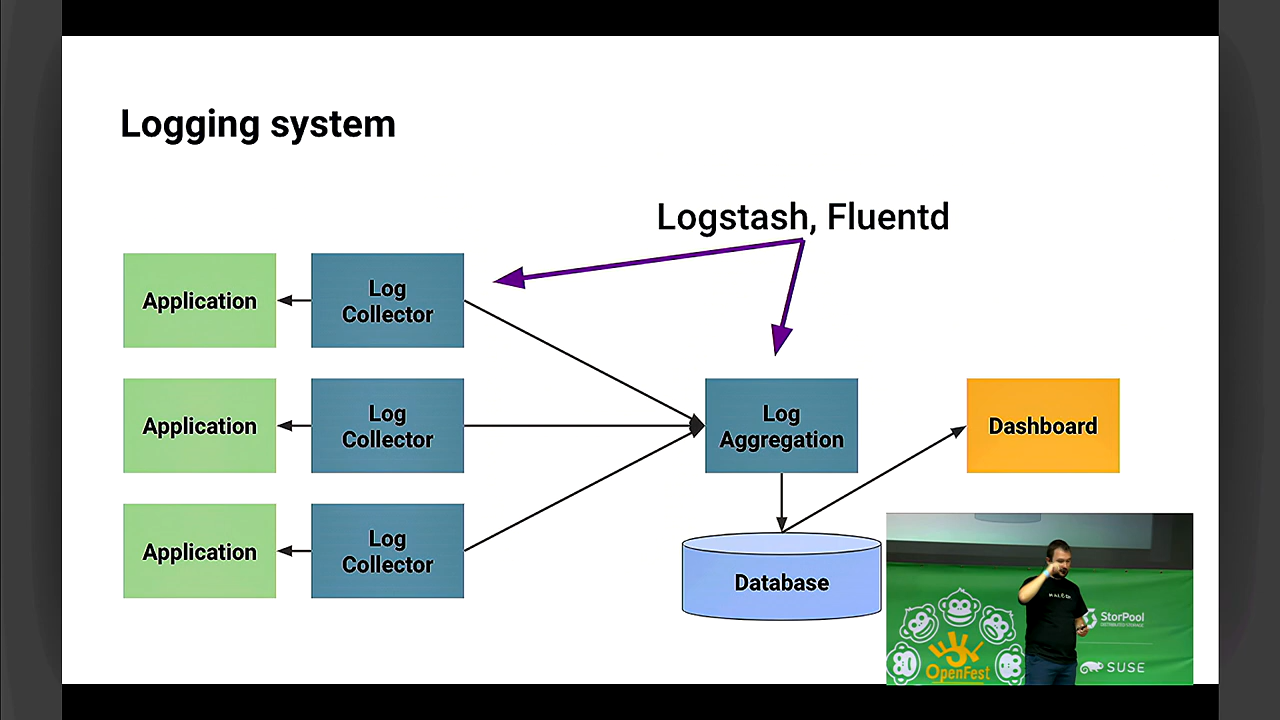 Logging system
Logstash, Fluentd
Application
Log
Collector
Application
Log
Collector
Log
Aggregation
Dashboard
Application
Log
Collector
Database
StorPool
SUSE
OpenFest